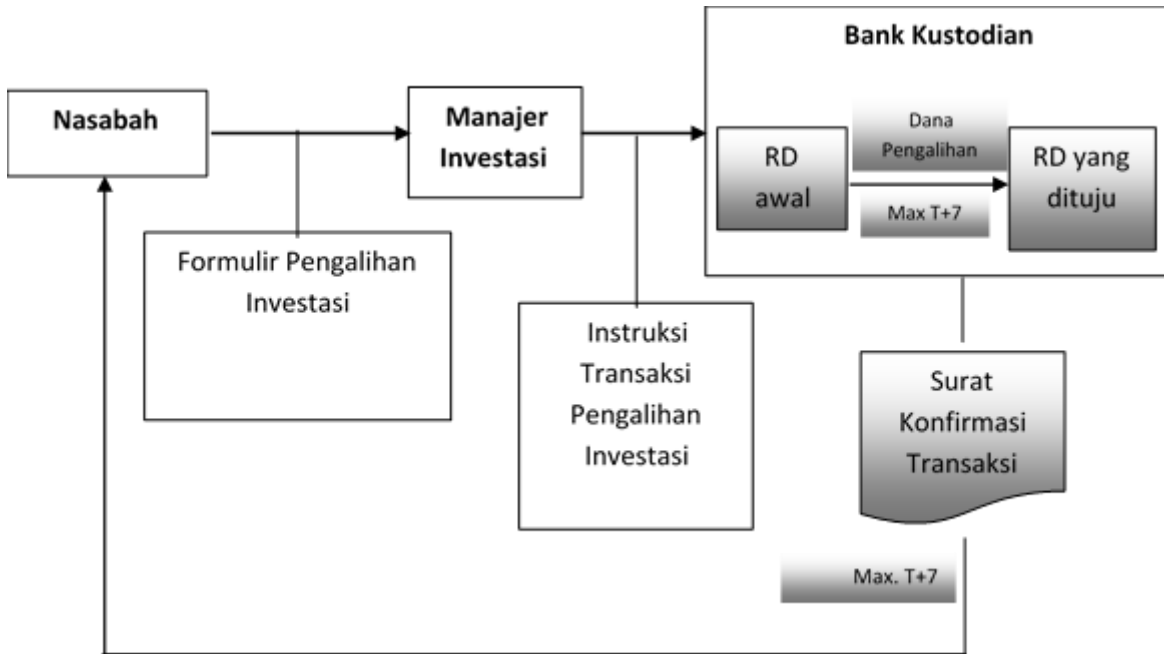 Bank Kustodian
Nasabah
Manajer
Investasi
Dana
Pengalihan
RD
awal
RD yang
dituju
Max T+7
Formulir Pengalihan
Investasi
Instruksi
Transaksi
Pengalihan
Investasi
Surat
Konfirmasi
Transaksi
Max. T+7